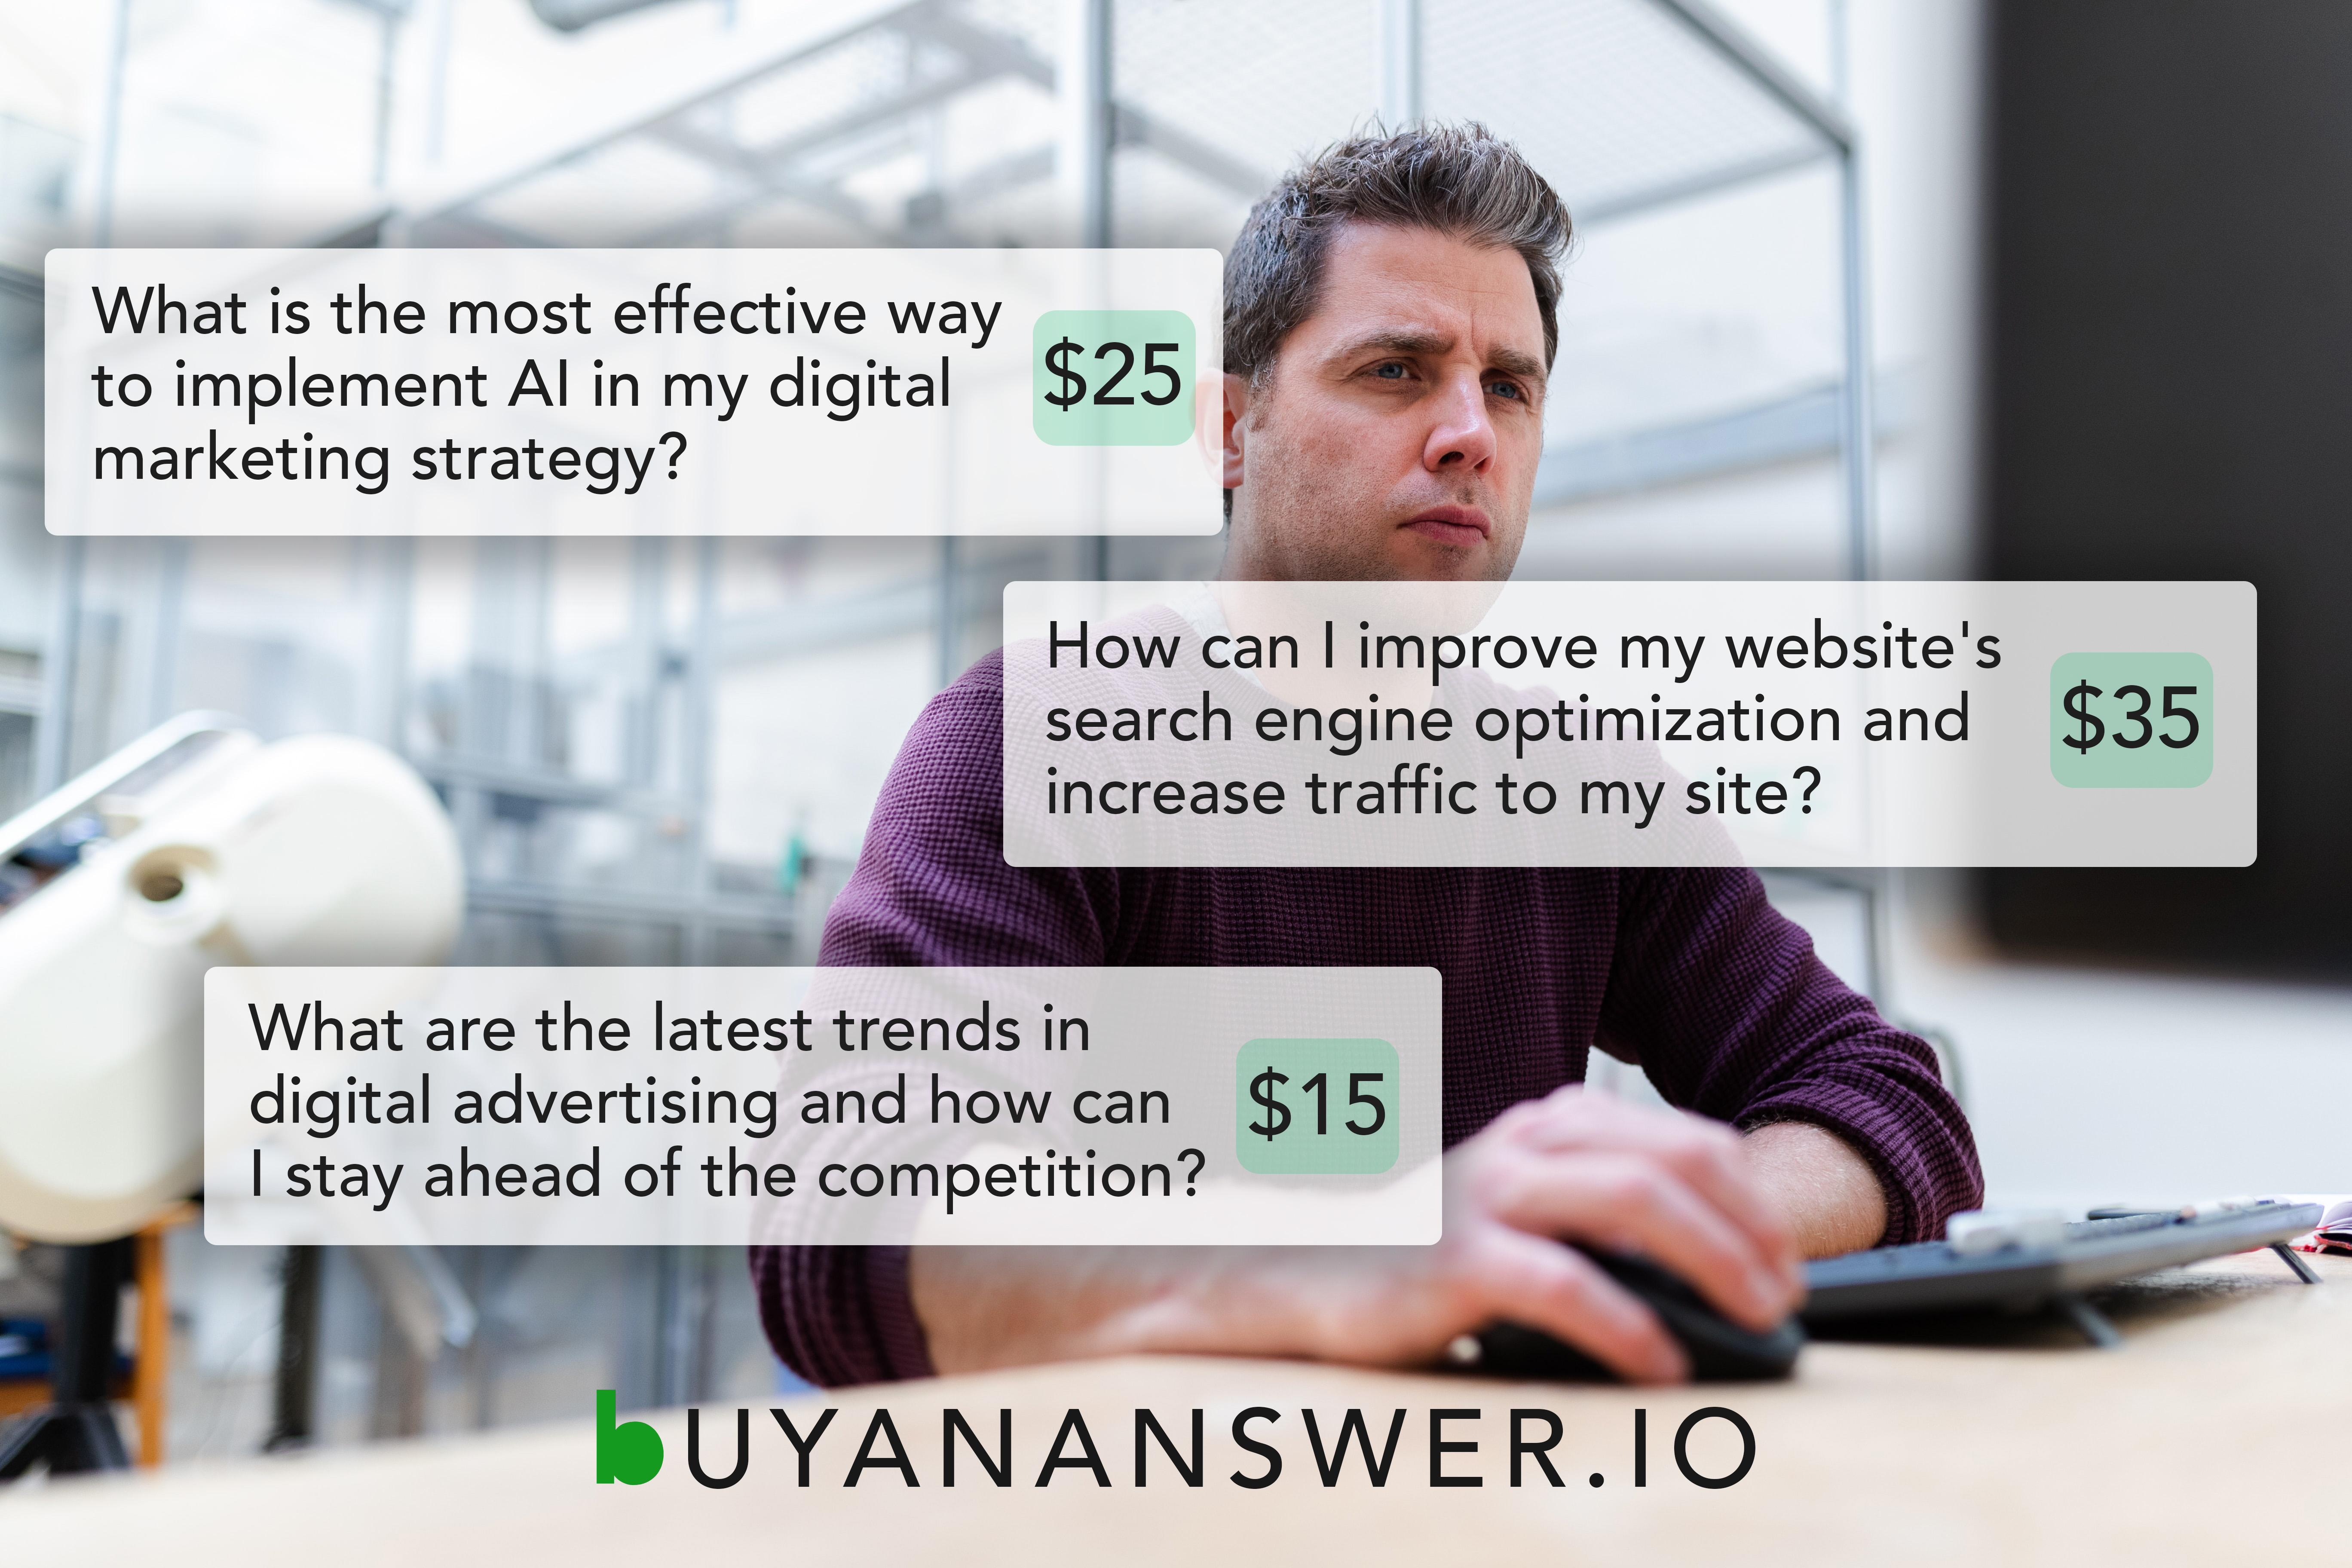 What is the most effective way
to implement AI in my digital
marketing strategy?
$25
How can I improve my website's
search engine optimization and
increase traffic to my site?
$35
What are the latest trends in
digital advertising and how can
I stay ahead of the competition?
$15
bUYANANSWER.IO